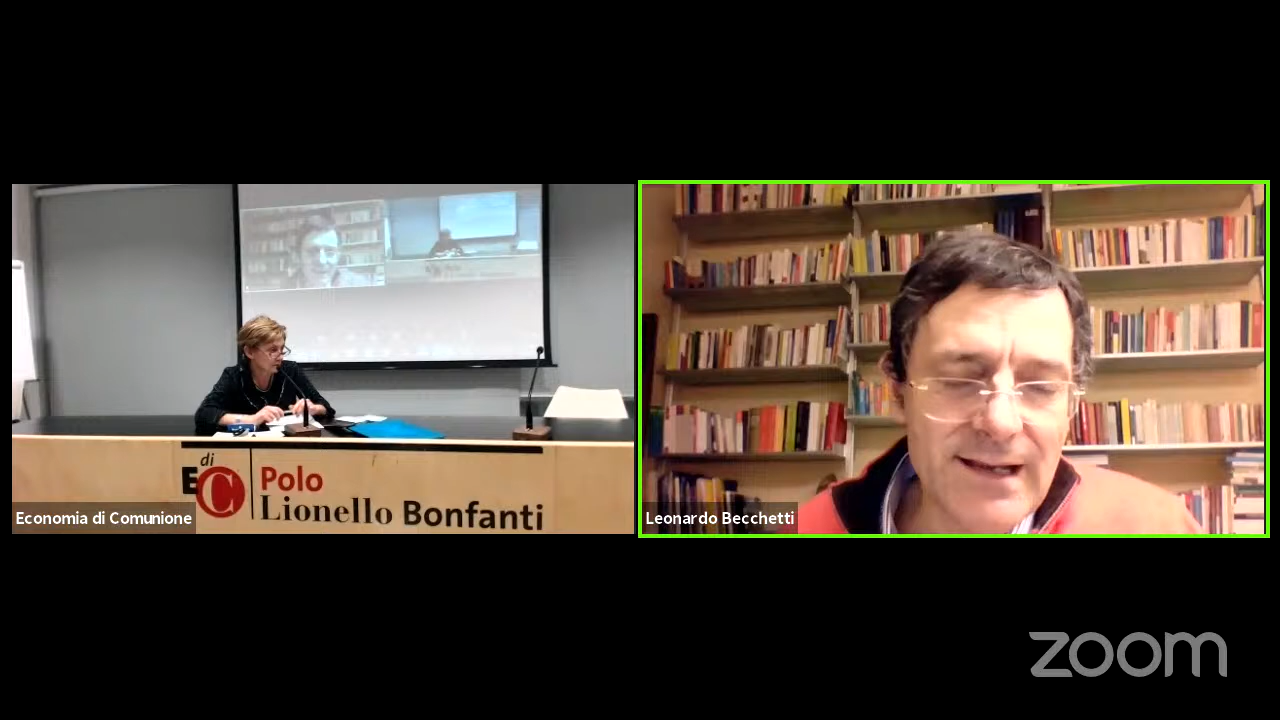 di
EC
Polo
Lionello Bonfanti
Economia di Comunione
Leonardo Becchetti
zoom